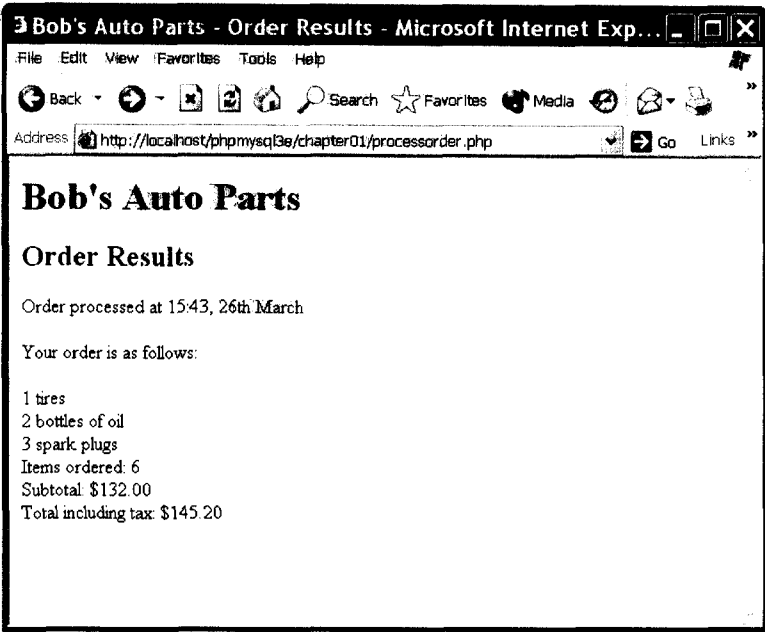 Bob's Auto Parts - Order Results - Microsoft Internet Exp...
File Edit View Favorites Tools Help
Back Search Favorites Media »
Address http://localhost/phpmysql3e/chapter01/processorder.php Go Links »
Bob's Auto Parts
Order Results
Order processed at 15:43, 26th March
Your order is as follows:
1 tires
2 bottles of oil
3 spark plugs
Items ordered: 6
Subtotal: $132.00
Total including tax: $145.20